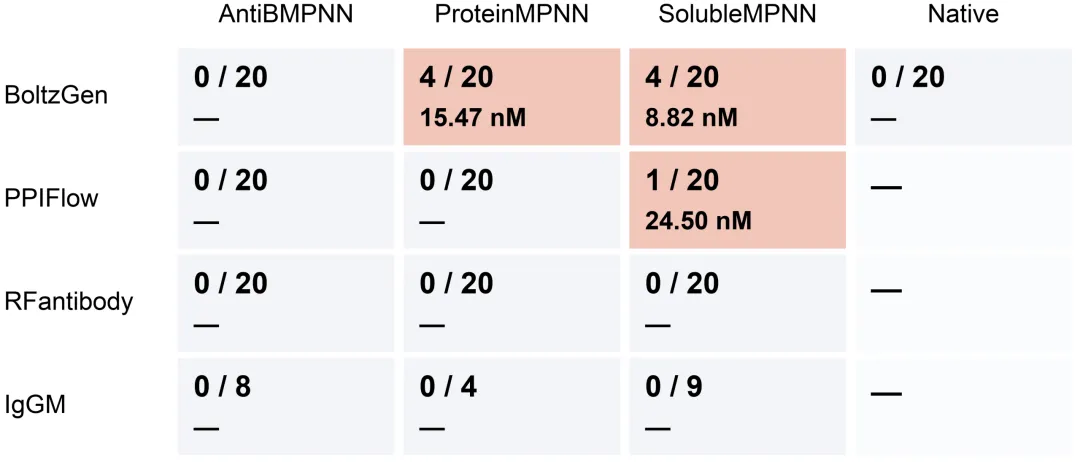 AntiBMPNN ProteinMPNN SolubleMPNN Native
BoltzGen
0 / 20 4 / 20 4 / 20 0 / 20
— 15.47 nM 8.82 nM —
PPIFlow
0 / 20 0 / 20 1 / 20 —
— — 24.50 nM
RFantibody
0 / 20 0 / 20 0 / 20 —
— — —
IgGM
0 / 8 0 / 4 0 / 9 —
— — —